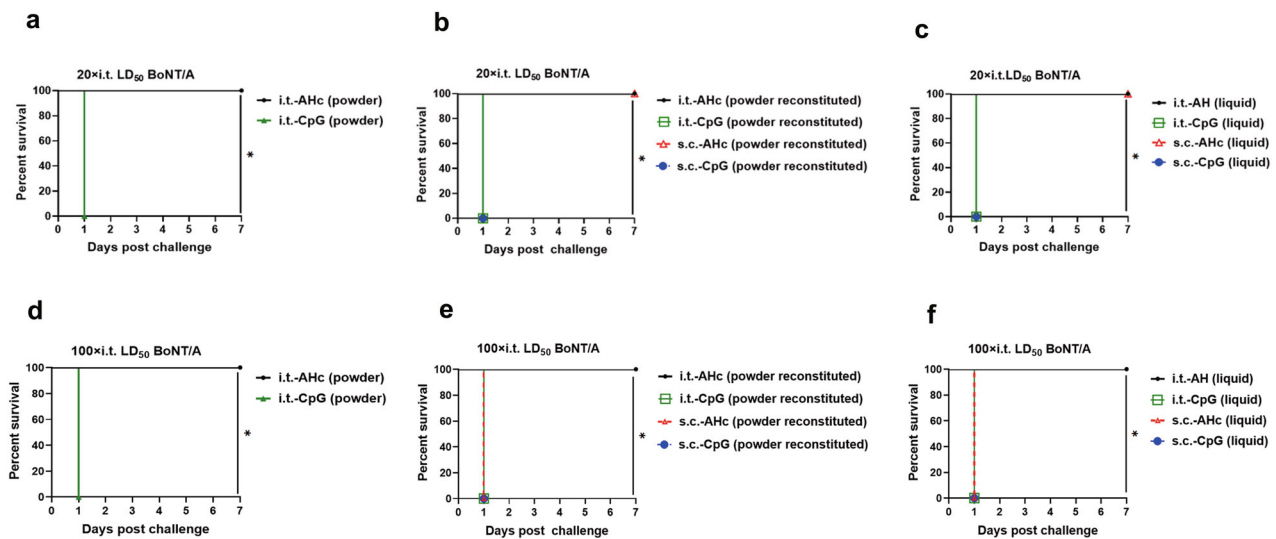 a
20×i.t. LD50 BoNT/A
Percent survival
100
80
60
40
20
0
0 1 2 3 4 5 6 7
Days post challenge
i.t.-AHc (powder)
i.t.-CpG (powder)
*
b
20×i.t. LD50 BoNT/A
Percent survival
100
80
60
40
20
0
0 1 2 3 4 5 6 7
Days post challenge
i.t.-AHc (powder reconstituted)
i.t.-CpG (powder reconstituted)
s.c.-AHc (powder reconstituted)
s.c.-CpG (powder reconstituted)
*
c
20×i.t.LD50 BoNT/A
Percent survival
100
80
60
40
20
0
0 1 2 3 4 5 6 7
Days post challenge
i.t.-AH (liquid)
i.t.-CpG (liquid)
s.c.-AHc (liquid)
s.c.-CpG (liquid)
*
d
100×i.t. LD50 BoNT/A
Percent survival
100
80
60
40
20
0
0 1 2 3 4 5 6 7
Days post challenge
i.t.-AHc (powder)
i.t.-CpG (powder)
*
e
100×i.t. LD50 BoNT/A
Percent survival
100
80
60
40
20
0
0 1 2 3 4 5 6 7
Days post challenge
i.t.-AHc (powder reconstituted)
i.t.-CpG (powder reconstituted)
s.c.-AHc (powder reconstituted)
s.c.-CpG (powder reconstituted)
*
f
100×i.t. LD50 BoNT/A
Percent survival
100
80
60
40
20
0
0 1 2 3 4 5 6 7
Days post challenge
i.t.-AH (liquid)
i.t.-CpG (liquid)
s.c.-AHc (liquid)
s.c.-CpG (liquid)
*